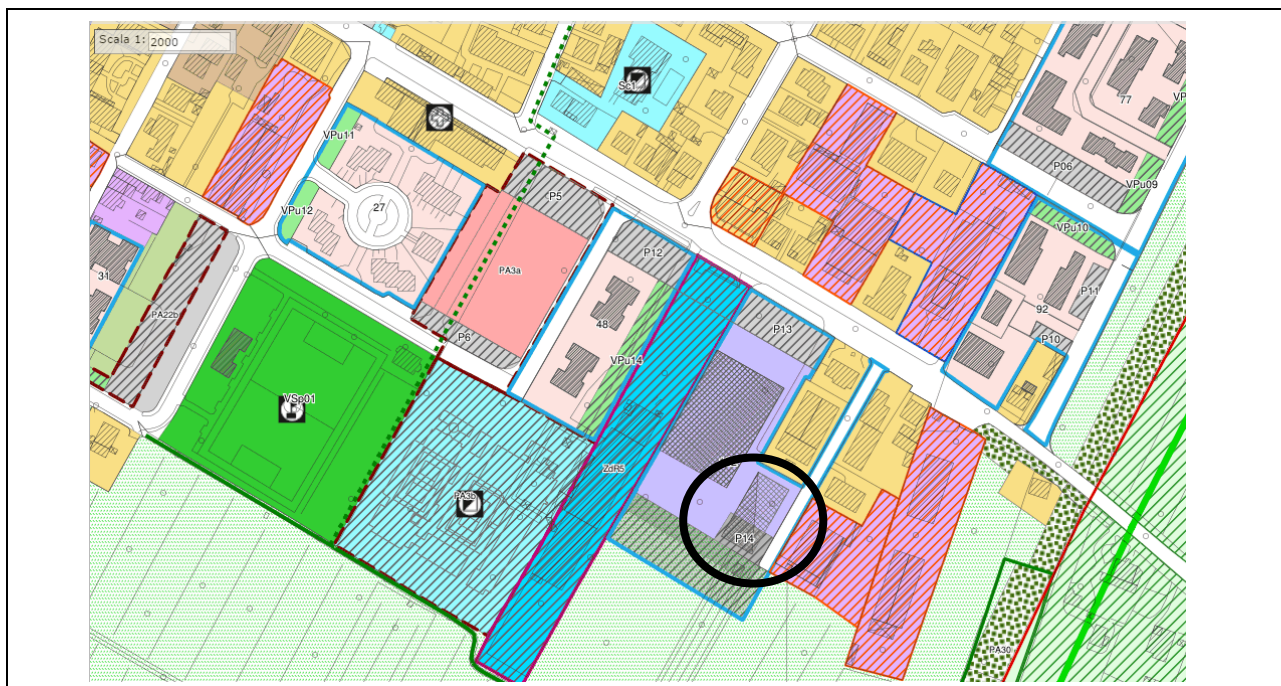 Scala 1: 2000
Sc1
77
VPu11
P06
VPu09
P5
VPu12
27
VPu10
P12
PA3a
31
P11
92
PA22b
48
P13
P6
VPu14
P10
VSp01
ZdR5
PA3b
P14
PA30